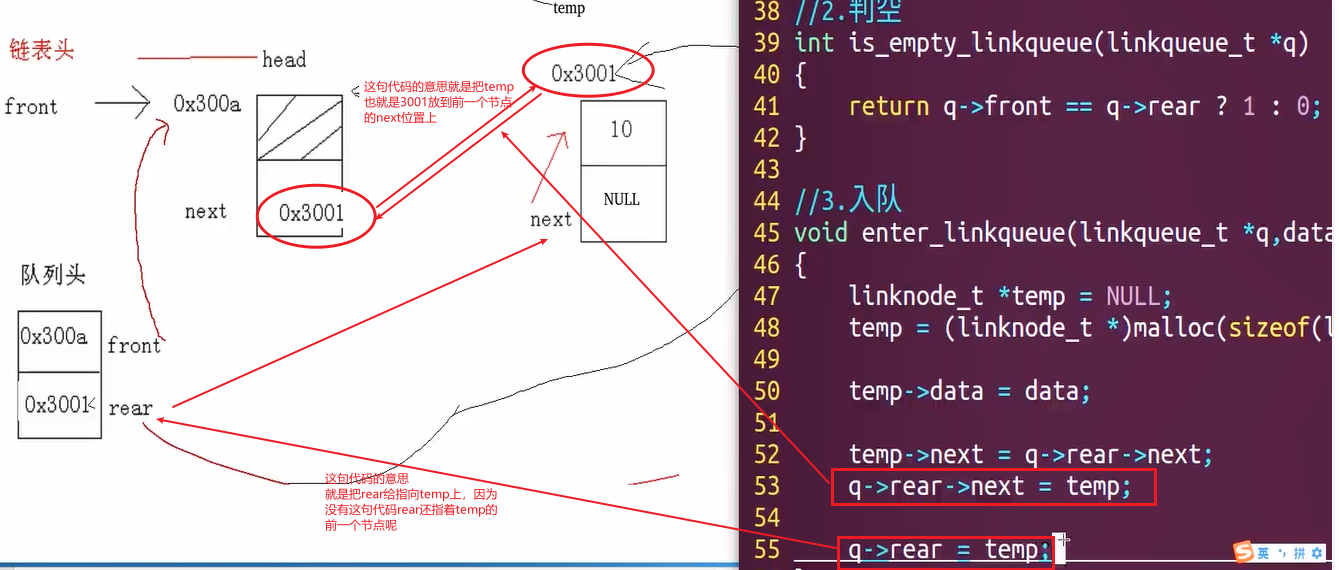 temp
链表头
head
front
0x300a
这句代码的意思就是把temp
也就是3001放到前一个节点
的next位置上
0x3001
10
NULL
next
next
0x3001
队列头
0x300a
front
0x3001
rear
这句代码的意思
就是把rear给指向temp上，因为
没有这句代码rear还指着temp的
前一个节点呢
38 //2.判空
39 int is_empty_linkqueue(linkqueue_t *q)
40 {
41 return q->front == q->rear ? 1 : 0;
42 }
43
44 //3.入队
45 void enter_linkqueue(linkqueue_t *q,data
46 {
47 linknode_t *temp = NULL;
48 temp = (linknode_t *)malloc(sizeof(l
49
50 temp->data = data;
51
52 temp->next = q->rear->next;
53 q->rear->next = temp;
54
55 q->rear = temp;
S 英 拼